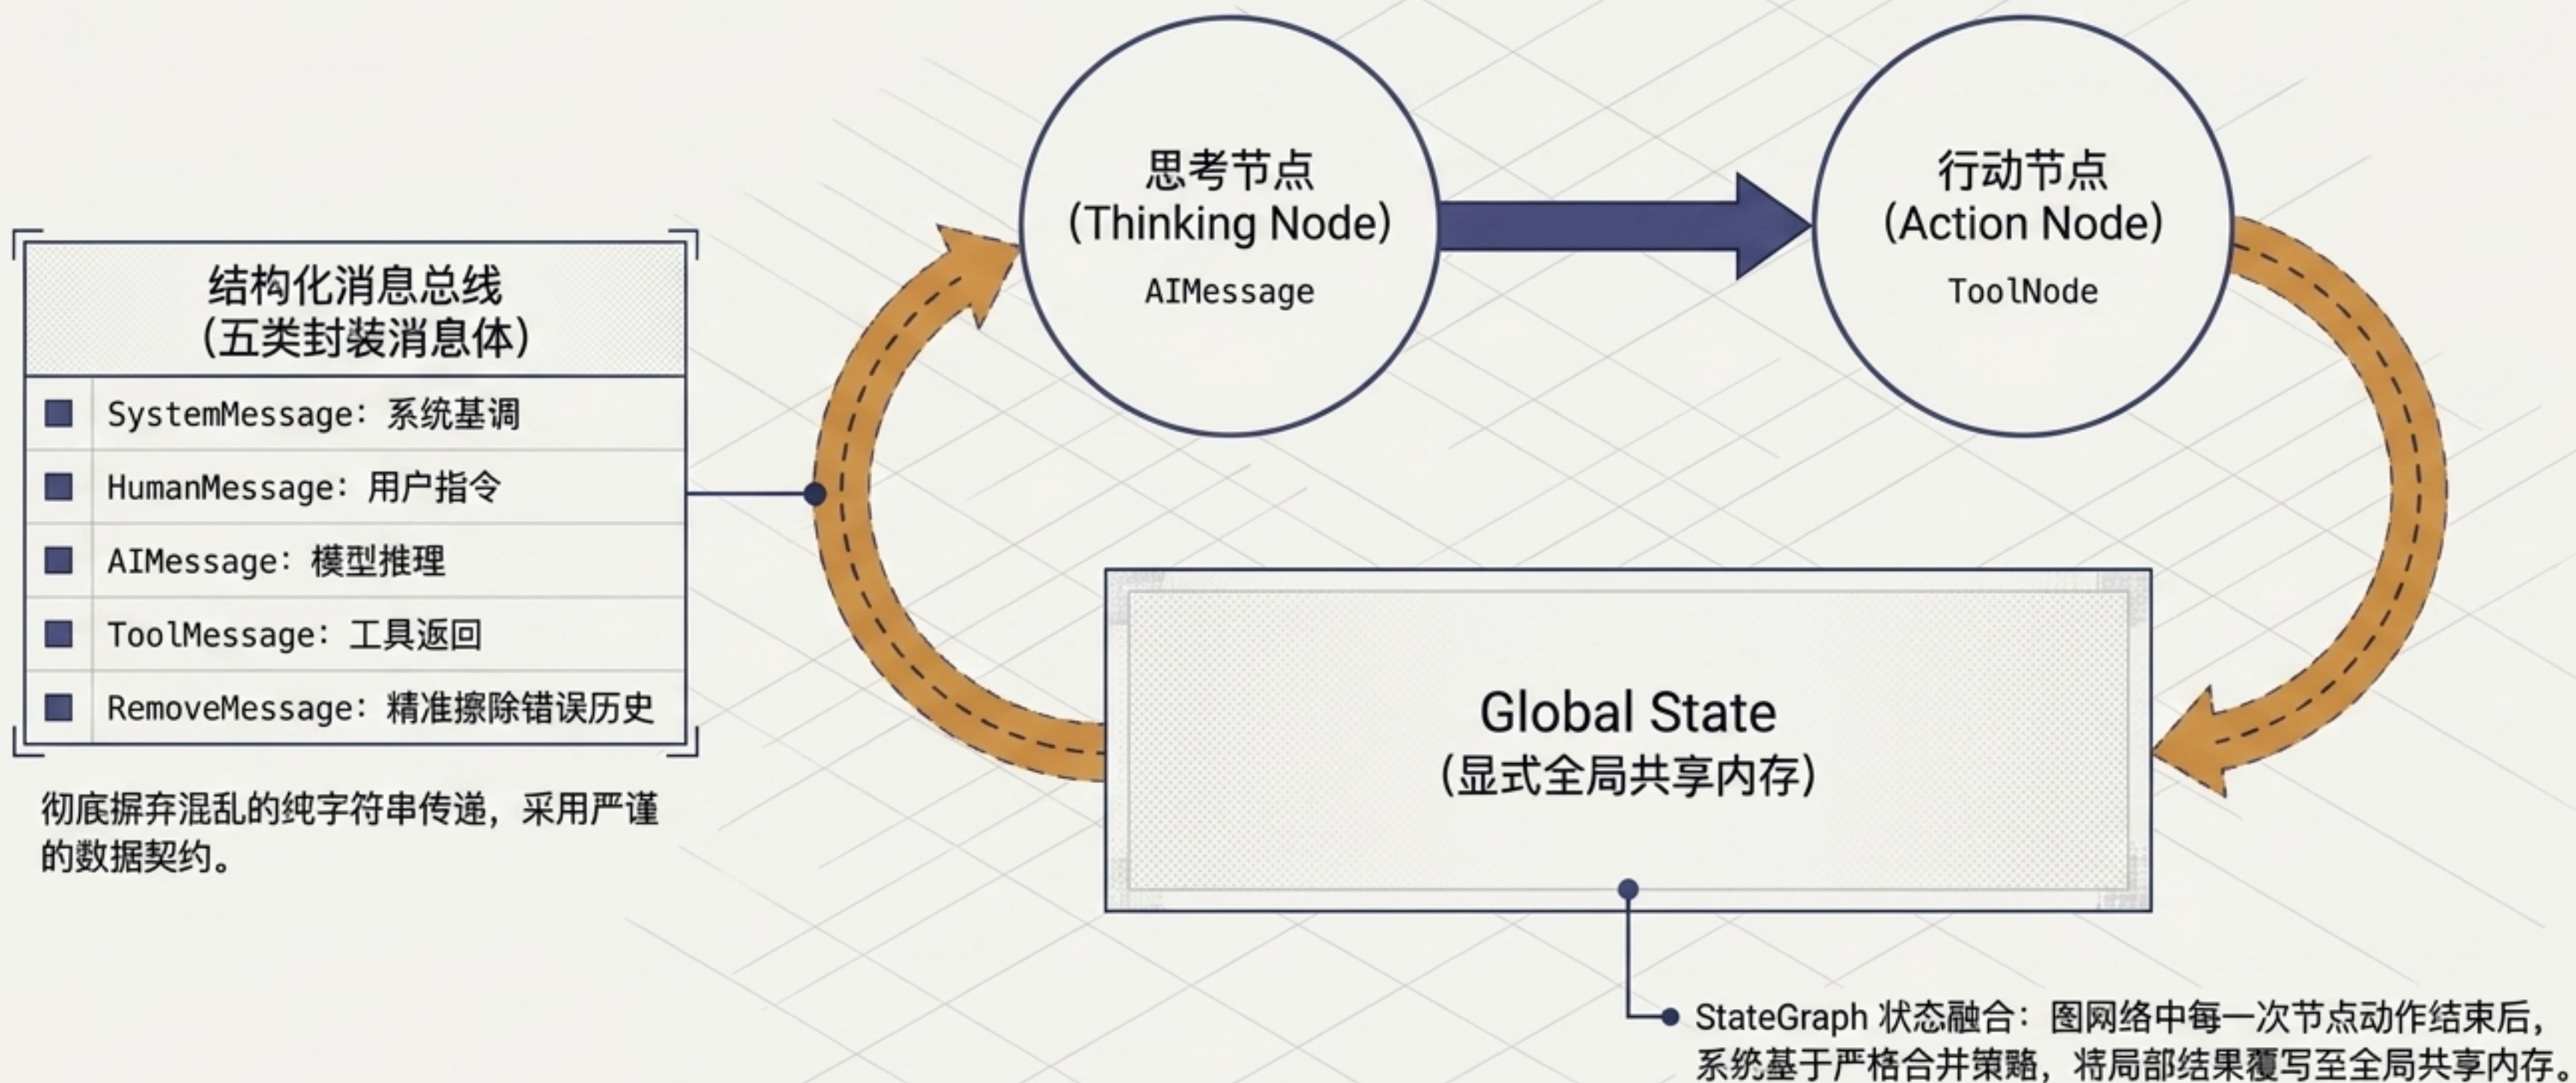 思考节点
(Thinking Node)
AIMessage
行动节点
(Action Node)
ToolNode
结构化消息总线
（五类封装消息体）
SystemMessage：系统基调
HumanMessage：用户指令
AIMessage：模型推理
ToolMessage：工具返回
RemoveMessage：精准擦除错误历史
彻底摒弃混乱的纯字符串传递，采用严谨
的数据契约。
Global State
(显式全局共享内存)
StateGraph 状态融合：图网络中每一次节点动作结束后，
系统基于严格合并策略，将局部结果覆写至全局共享内存。